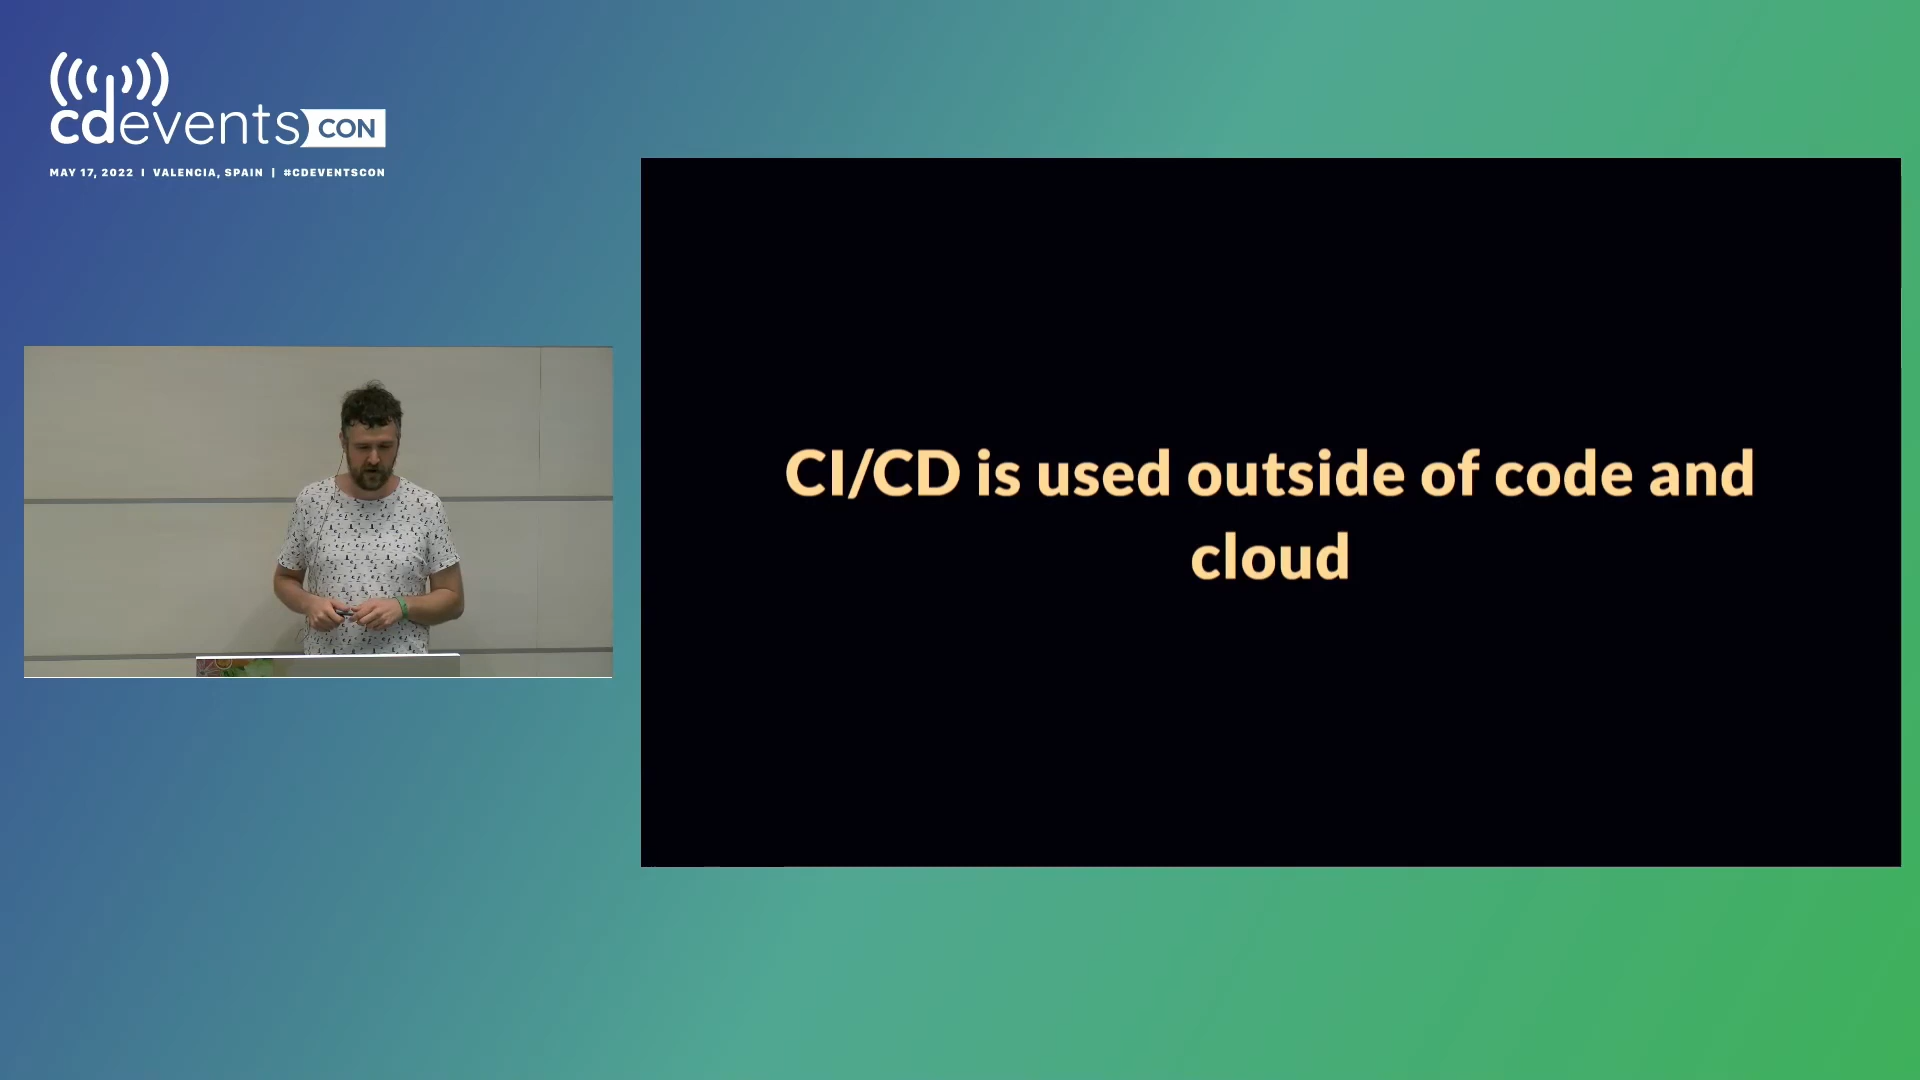 cdevents CON
MAY 17, 2022 | VALENCIA, SPAIN | #CDEVENTSCON
CI/CD is used outside of code and
cloud